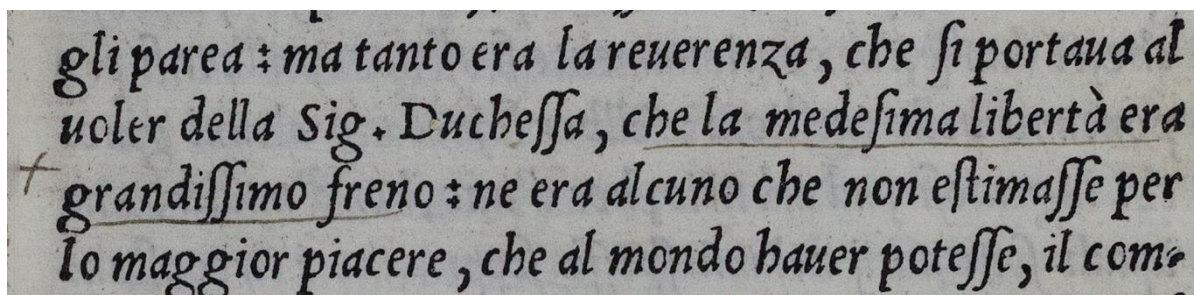 gli parea : ma tanto era la reuerenza, che ſi portaua al
uoler della Sig. Ducheſſa, che la medeſima libertà era
grandiſſimo freno : ne era alcuno che non eſtimaſſe per
lo maggior piacere, che al mondo hauer poteſſe, il com-